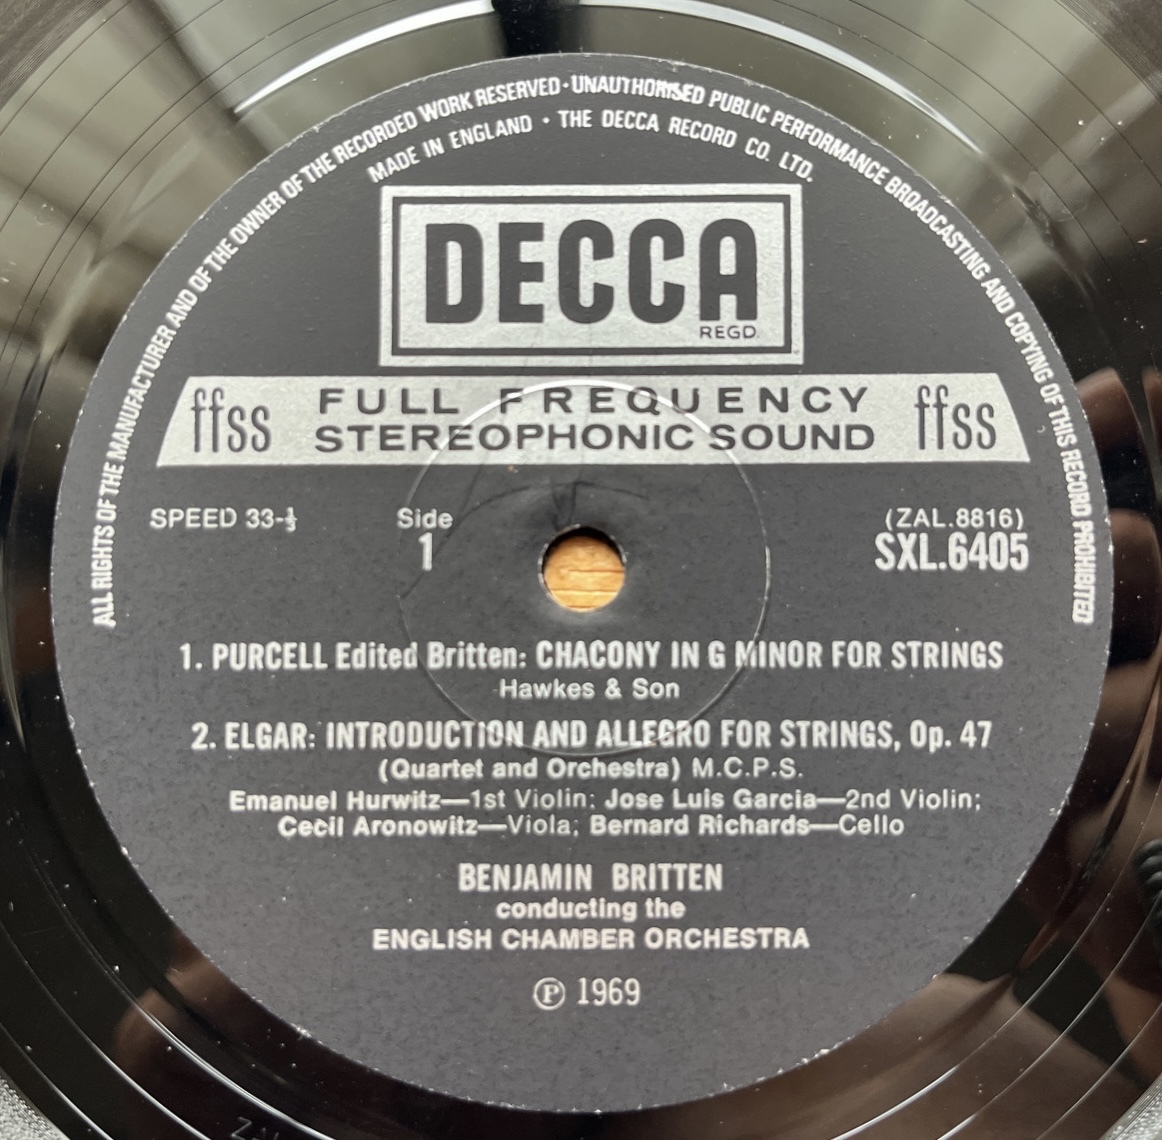 ALL RIGHTS OF THE MANUFACTURER AND OF THE OWNER OF THE RECORDED WORK RESERVED · UNAUTHORISED PUBLIC PERFORMANCE BROADCASTING AND COPYING OF THIS RECORD PROHIBITED
MADE IN ENGLAND · THE DECCA RECORD CO. LTD.
DECCA
REGD.
ffss FULL FREQUENCY STEREOPHONIC SOUND ffss
SPEED 33-⅓
Side
1
(ZAL.8816)
SXL.6405
1. PURCELL Edited Britten: CHACONY IN G MINOR FOR STRINGS
Hawkes & Son
2. ELGAR: INTRODUCTION AND ALLEGRO FOR STRINGS, Op. 47
(Quartet and Orchestra) M.C.P.S.
Emanuel Hurwitz—1st Violin; Jose Luis Garcia—2nd Violin;
Cecil Aronowitz—Viola; Bernard Richards—Cello
BENJAMIN BRITTEN
conducting the
ENGLISH CHAMBER ORCHESTRA
℗ 1969